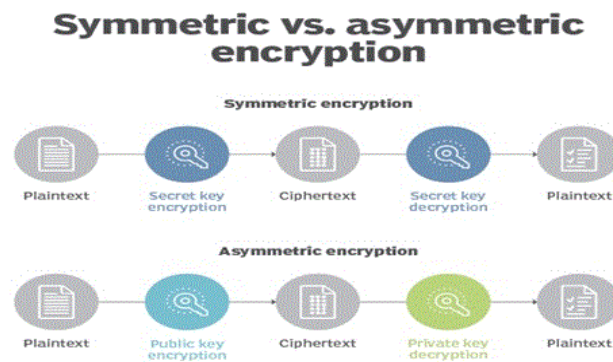 Symmetric vs. asymmetric
encryption
Symmetric encryption
Plaintext
Secret key
encryption
Ciphertext
Secret key
decryption
Plaintext
Asymmetric encryption
Plaintext
Public key
encryption
Ciphertext
Private key
decryption
Plaintext